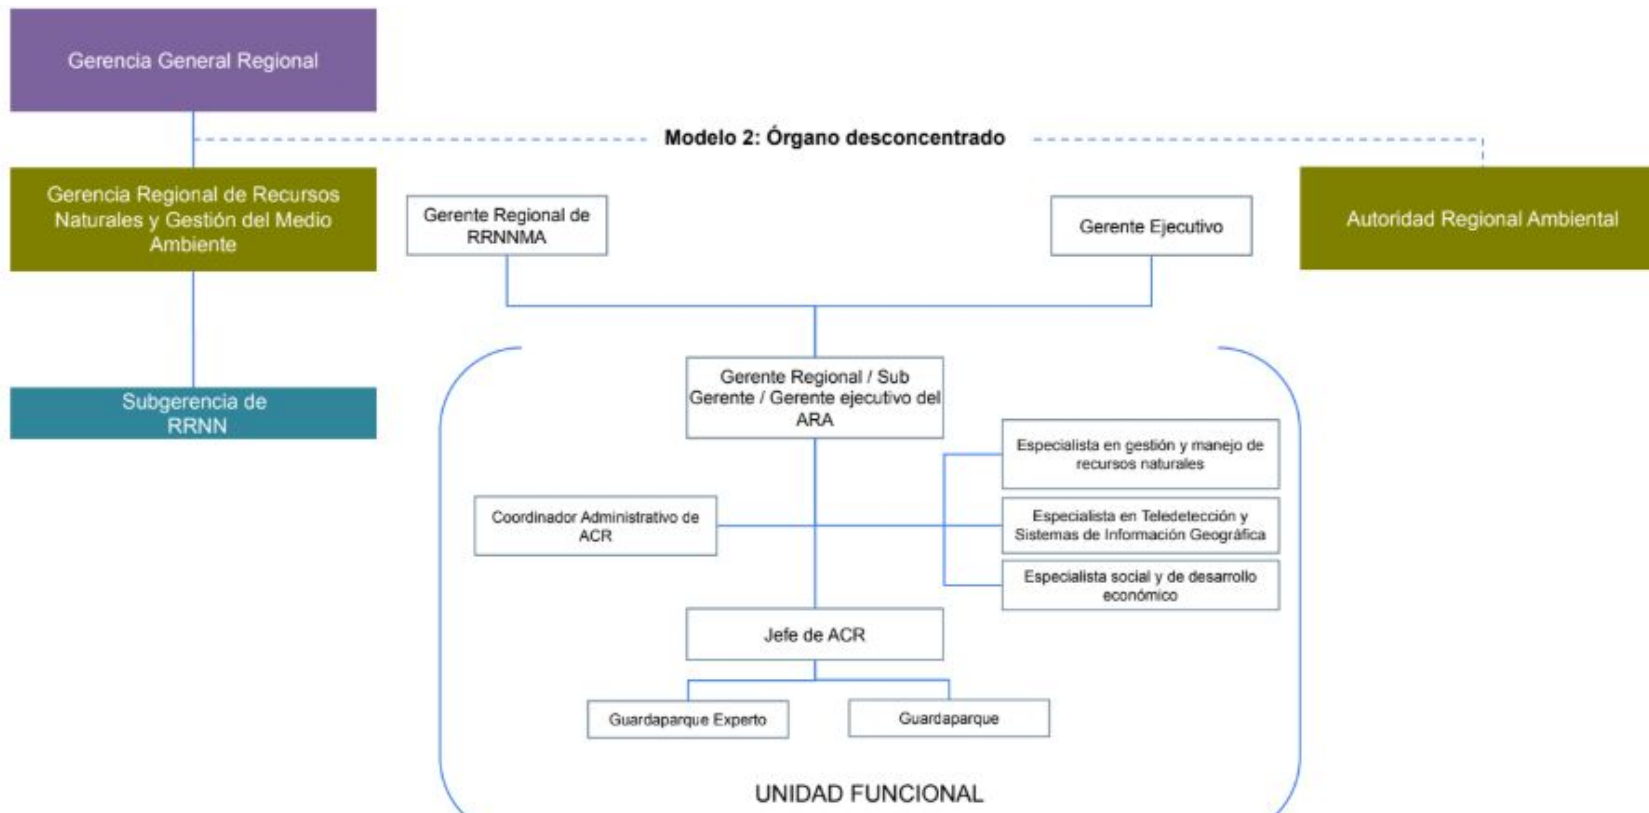 Gerencia General Regional
Modelo 2: Órgano desconcentrado
Gerencia Regional de Recursos
Naturales y Gestión del Medio
Ambiente
Gerente Regional de
RRNNMA
Gerente Ejecutivo
Autoridad Regional Ambiental
Subgerencia de
RRNN
Gerente Regional / Sub
Gerente / Gerente ejecutivo del
ARA
Especialista en gestión y manejo de
recursos naturales
Coordinador Administrativo de
ACR
Especialista en Teledetección y
Sistemas de Información Geográfica
Especialista social y de desarrollo
económico
Jefe de ACR
Guardaparque Experto
Guardaparque
UNIDAD FUNCIONAL